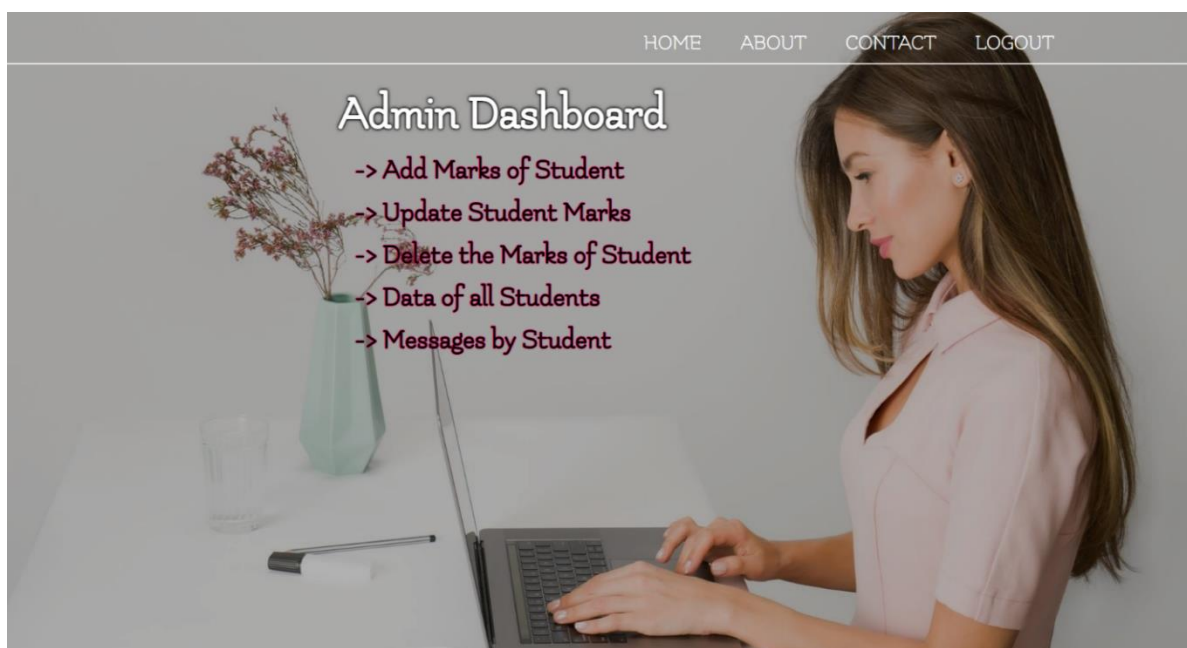 HOME ABOUT CONTACT LOGOUT
Admin Dashboard
-> Add Marks of Student
-> Update Student Marks
-> Delete the Marks of Student
-> Data of all Students
-> Messages by Student